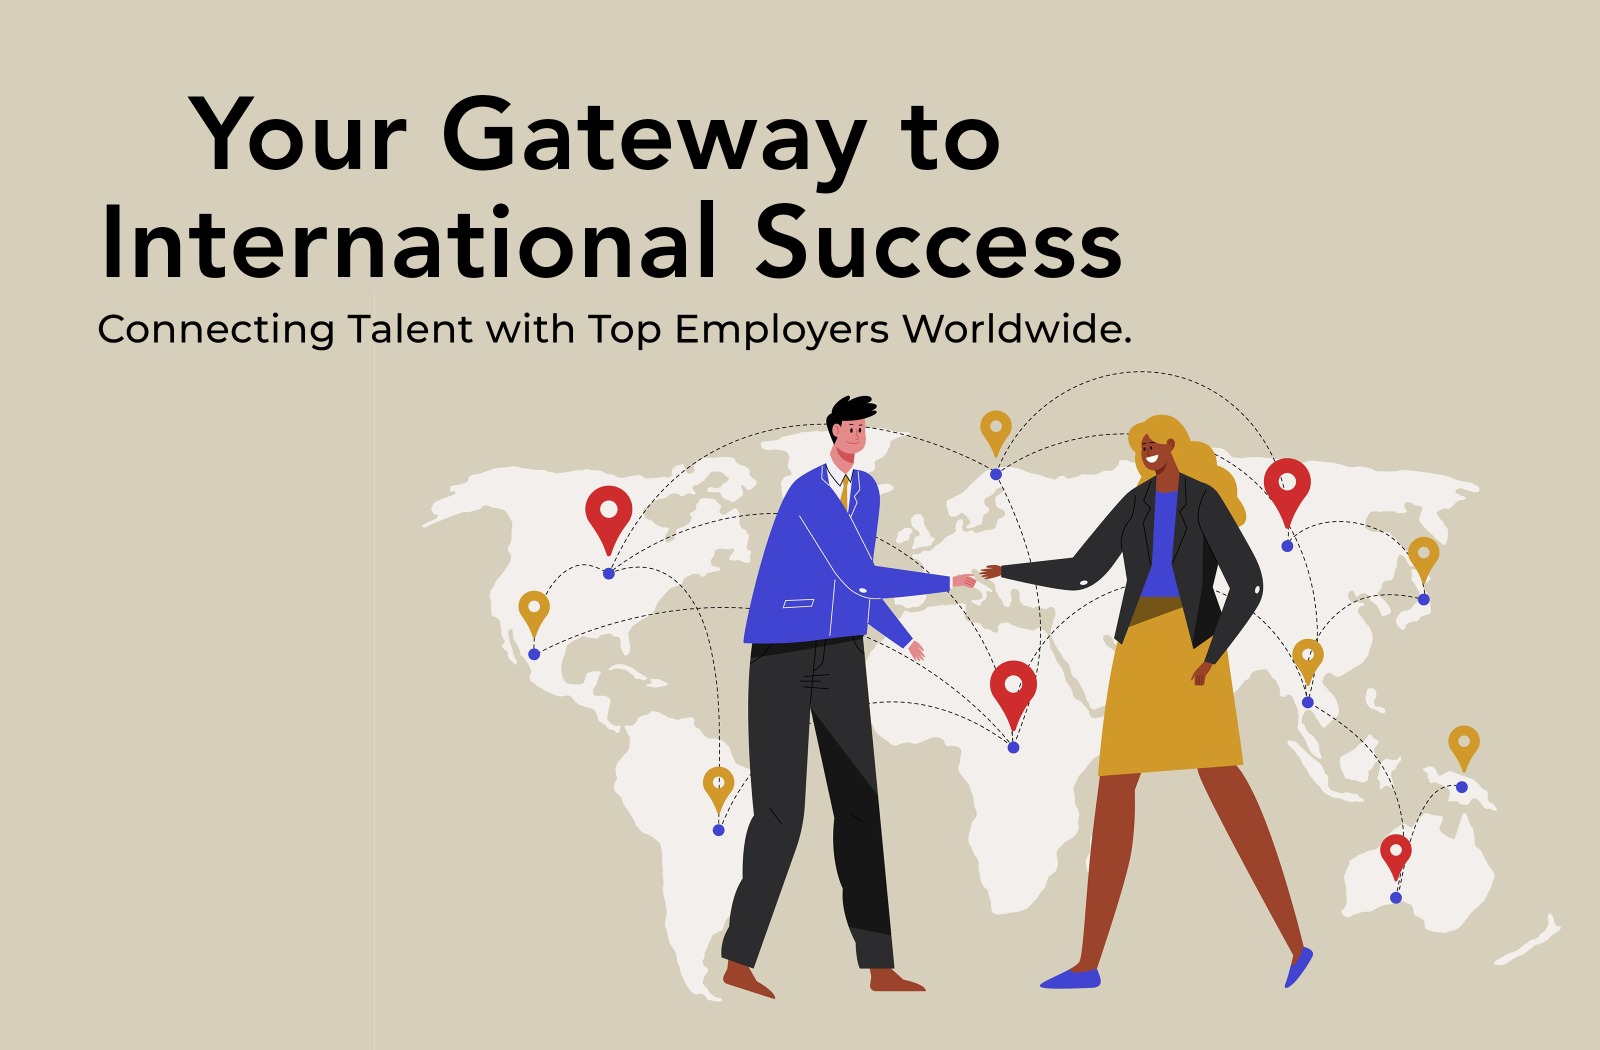 Your Gateway to
International Success
Connecting Talent with Top Employers Worldwide.